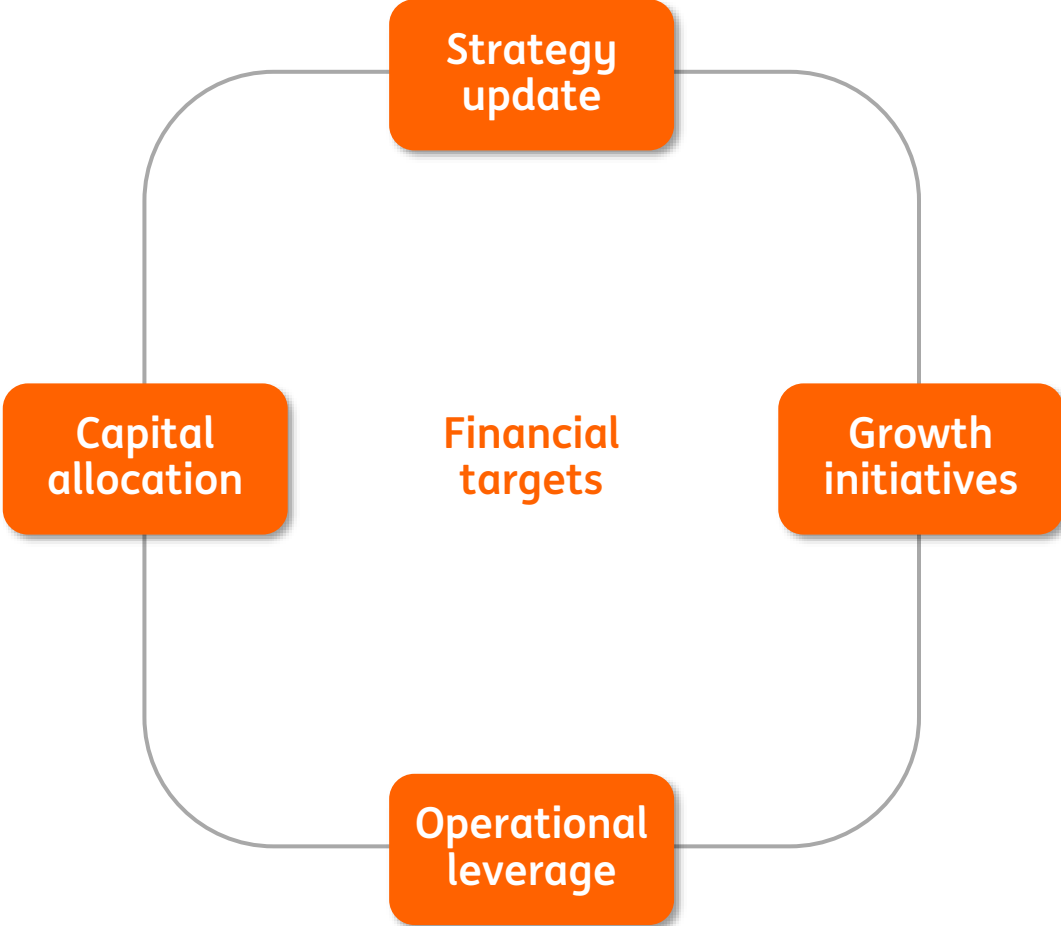 Strategy
update
Capital
allocation
Financial
targets
Growth
initiatives
Operational
leverage